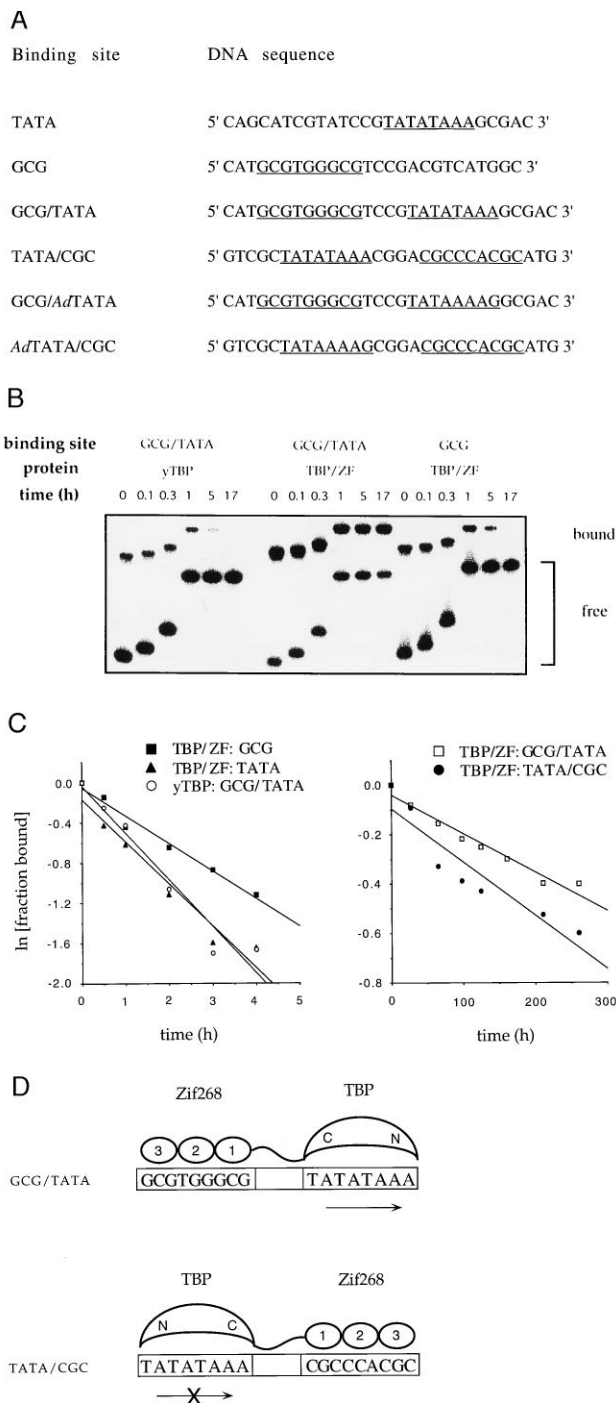 A
Binding site DNA sequence
TATA 5' CAGCATCGTATCCGTATATAAAGCGAC 3'
GCG 5' CATGCGTGGGCGTCCGACGTCATGGC 3'
GCG/TATA 5' CATGCGTGGGCGTCCGTATATAAAGCGAC 3'
TATA/CGC 5' GTCGCTATATAAACGGACGCCCACGCATG 3'
GCG/AdTATA 5' CATGCGTGGGCGTCCGTATAAAAGGCGAC 3'
AdTATA/CGC 5' GTCGCTATAAAAGCGGACGCCCACGCATG 3'
B
binding site GCG/TATA GCG/TATA GCG
protein yTBP TBP/ZF TBP/ZF
time (h) 0 0.1 0.3 1 5 17 0 0.1 0.3 1 5 17 0 0.1 0.3 1 5 17
bound
free
C
■ TBP/ZF: GCG
▲ TBP/ZF: TATA
○ yTBP: GCG/TATA
□ TBP/ZF: GCG/TATA
● TBP/ZF: TATA/CGC
ln [fraction bound]
0.0
-0.4
-0.8
-1.2
-1.6
-2.0
0 1 2 3 4 5
time (h)
0.0
-0.2
-0.4
-0.6
-0.8
0 100 200 300
time (h)
D
Zif268 TBP
3 2 1 C N
GCG/TATA GCGTGGGCG TATATAAA
TBP Zif268
N C 1 2 3
TATA/CGC TATATAAA CGCCCACGC
X